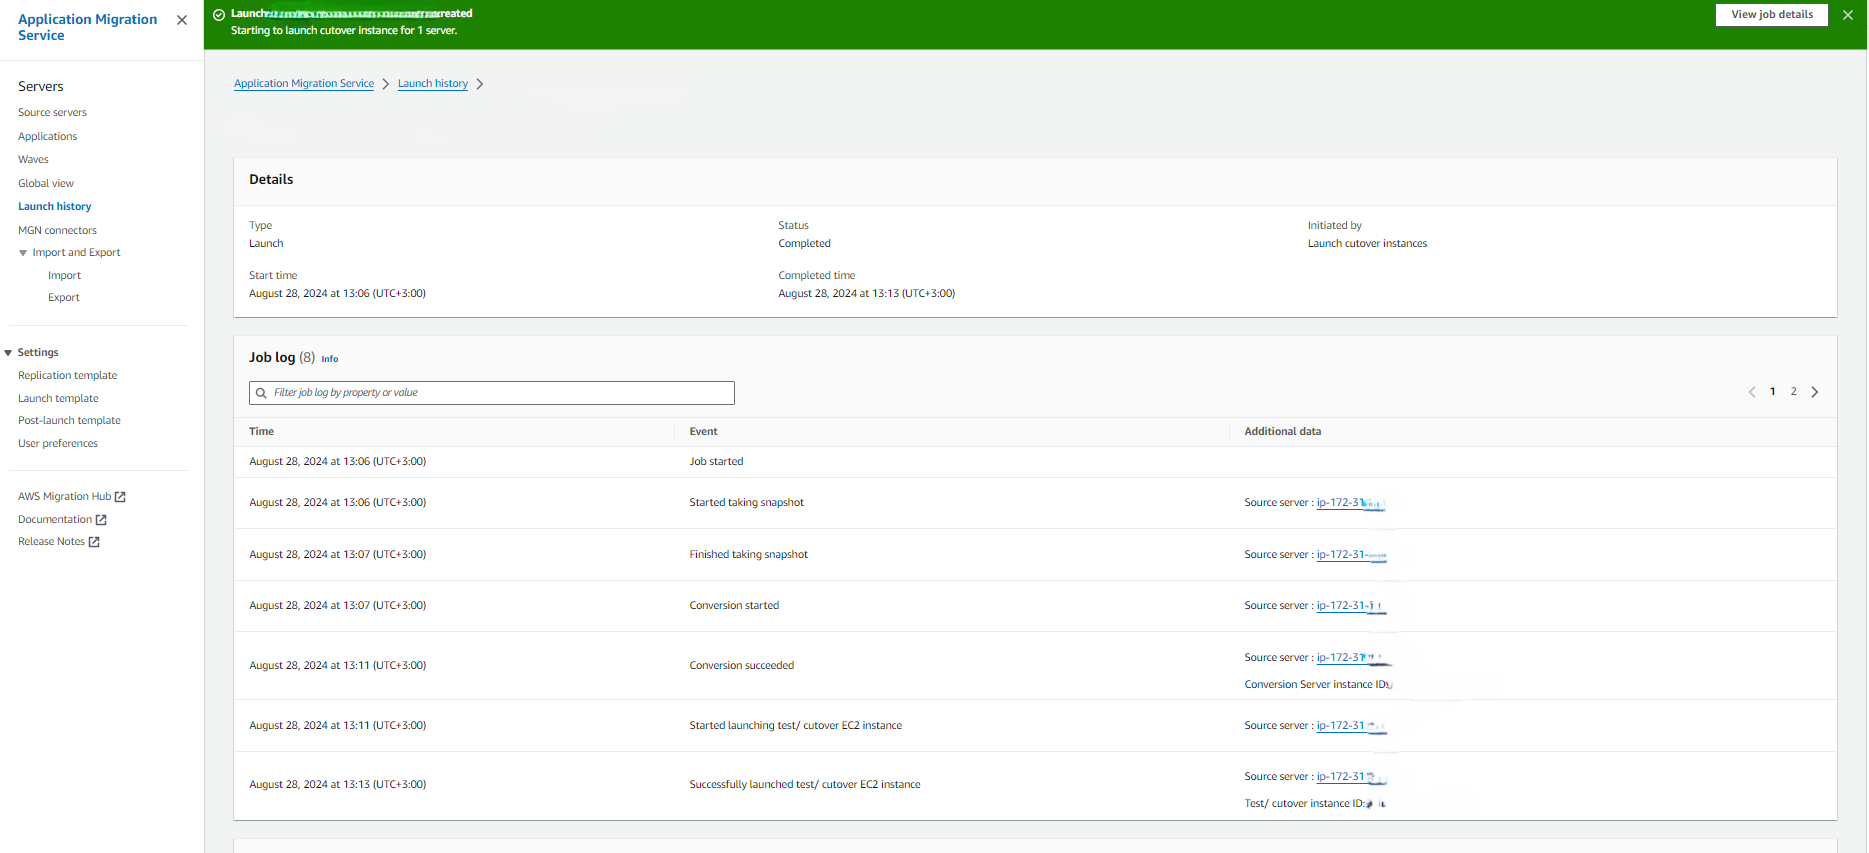 Application Migration Service
Servers
Source servers
Applications
Waves
Global view
Launch history
MGN connectors
Import and Export
Import
Export
Settings
Replication template
Launch template
Post-launch template
User preferences
AWS Migration Hub
Documentation
Release Notes
Launch created
Starting to launch cutover instance for 1 server.
View job details
Application Migration Service > Launch history >
Details
Type
Launch
Status
Completed
Initiated by
Launch cutover instances
Start time
August 28, 2024 at 13:06 (UTC+3:00)
Completed time
August 28, 2024 at 13:13 (UTC+3:00)
Job log (8) Info
Filter job log by property or value
1 2
Time Event Additional data
August 28, 2024 at 13:06 (UTC+3:00) Job started
August 28, 2024 at 13:06 (UTC+3:00) Started taking snapshot Source server : ip-172-31
August 28, 2024 at 13:07 (UTC+3:00) Finished taking snapshot Source server : ip-172-31-
August 28, 2024 at 13:07 (UTC+3:00) Conversion started Source server : ip-172-31-
August 28, 2024 at 13:11 (UTC+3:00) Conversion succeeded Source server : ip-172-31
Conversion Server instance ID:
August 28, 2024 at 13:11 (UTC+3:00) Started launching test/ cutover EC2 instance Source server : ip-172-31
August 28, 2024 at 13:13 (UTC+3:00) Successfully launched test/ cutover EC2 instance Source server : ip-172-31
Test/ cutover instance ID: